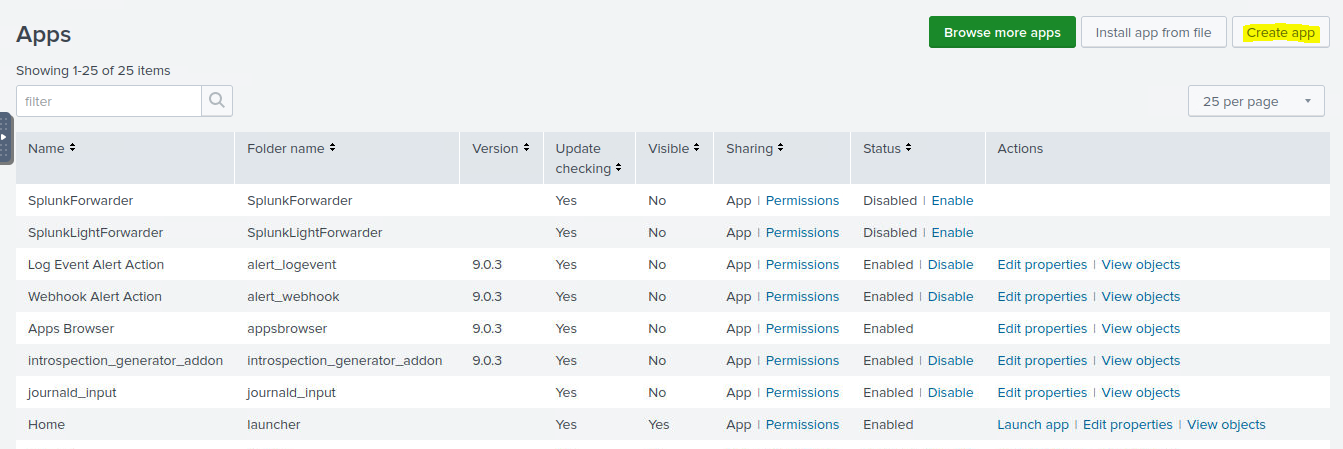 Apps
Browse more apps
Install app from file
Create app
Showing 1-25 of 25 items
filter
25 per page
Name Folder name Version Update checking Visible Sharing Status Actions
SplunkForwarder SplunkForwarder Yes No App | Permissions Disabled | Enable
SplunkLightForwarder SplunkLightForwarder Yes No App | Permissions Disabled | Enable
Log Event Alert Action alert_logevent 9.0.3 Yes No App | Permissions Enabled | Disable Edit properties | View objects
Webhook Alert Action alert_webhook 9.0.3 Yes No App | Permissions Enabled | Disable Edit properties | View objects
Apps Browser appsbrowser 9.0.3 Yes No App | Permissions Enabled Edit properties | View objects
introspection_generator_addon introspection_generator_addon 9.0.3 Yes No App | Permissions Enabled | Disable Edit properties | View objects
journald_input journald_input Yes No App | Permissions Enabled | Disable Edit properties | View objects
Home launcher Yes Yes App | Permissions Enabled Launch app | Edit properties | View objects